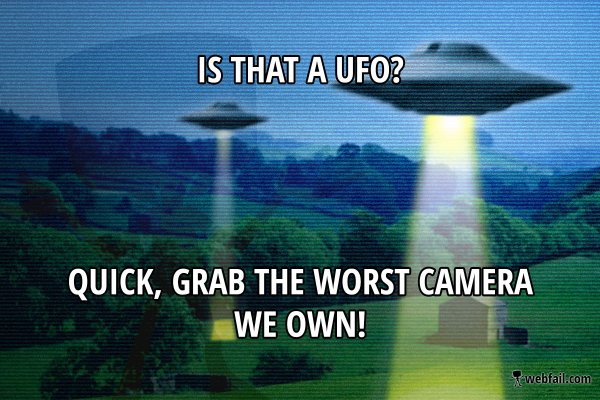 IS THAT A UFO?
QUICK, GRAB THE WORST CAMERA
WE OWN!
webfail.com